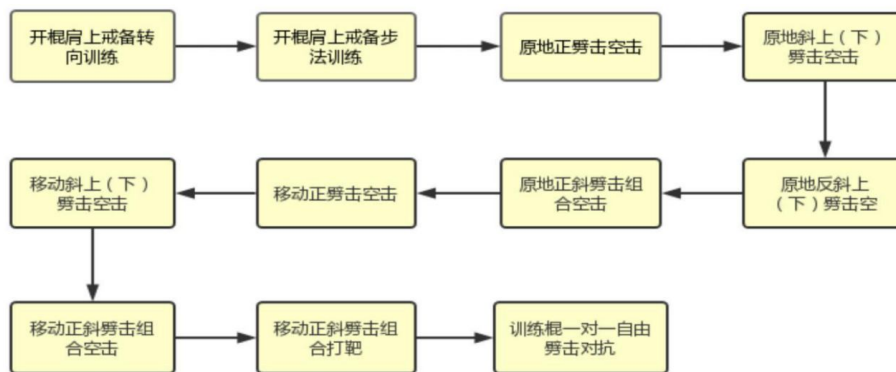 开棍肩上戒备转
向训练
开棍肩上戒备步
法训练
原地正劈击空击
原地斜上（下）
劈击空击
原地反斜上
（下）劈击空
原地正斜劈击组
合空击
移动正劈击空击
移动斜上（下）
劈击空击
移动正斜劈击组
合空击
移动正斜劈击组
合打靶
训练棍一对一自由
劈击对抗